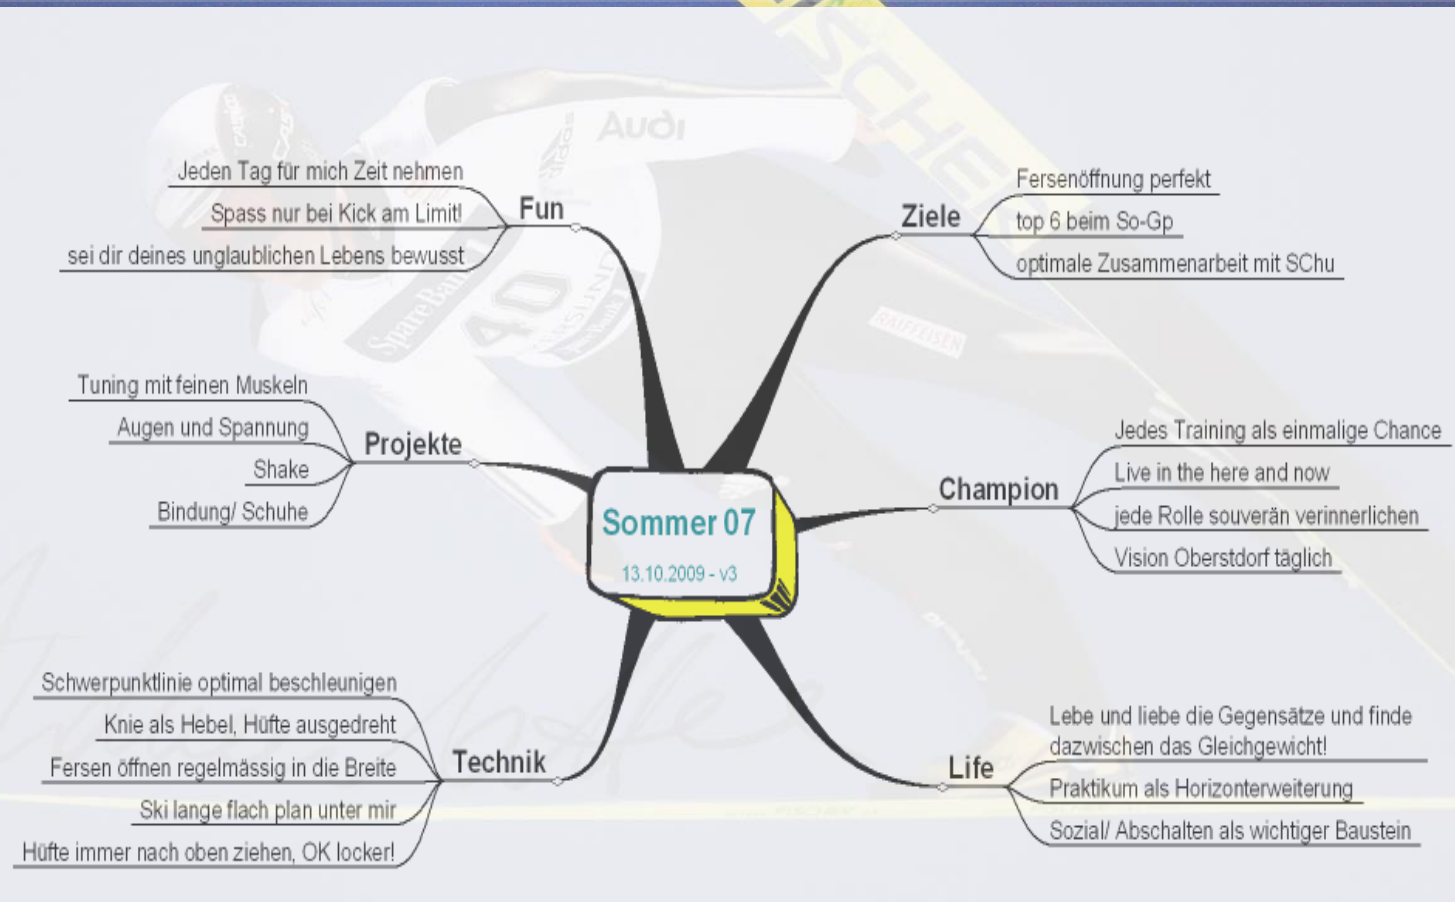 FISCHER
Audi
CASCO
Jeden Tag für mich Zeit nehmen
Spass nur bei Kick am Limit!
sei dir deines unglaublichen Lebens bewusst
Fun
Ziele
Fersenöffnung perfekt
top 6 beim So-Gp
optimale Zusammenarbeit mit SChu
SpareBank
40
RAIFFEISEN
Tuning mit feinen Muskeln
Augen und Spannung
Shake
Bindung/ Schuhe
Projekte
Champion
Jedes Training als einmalige Chance
Live in the here and now
jede Rolle souverän verinnerlichen
Vision Oberstdorf täglich
Sommer 07
13.10.2009 - v3
Schwerpunktlinie optimal beschleunigen
Knie als Hebel, Hüfte ausgedreht
Fersen öffnen regelmässig in die Breite
Ski lange flach plan unter mir
Hüfte immer nach oben ziehen, OK locker!
Technik
Life
Lebe und liebe die Gegensätze und finde
dazwischen das Gleichgewicht!
Praktikum als Horizonterweiterung
Sozial/ Abschalten als wichtiger Baustein